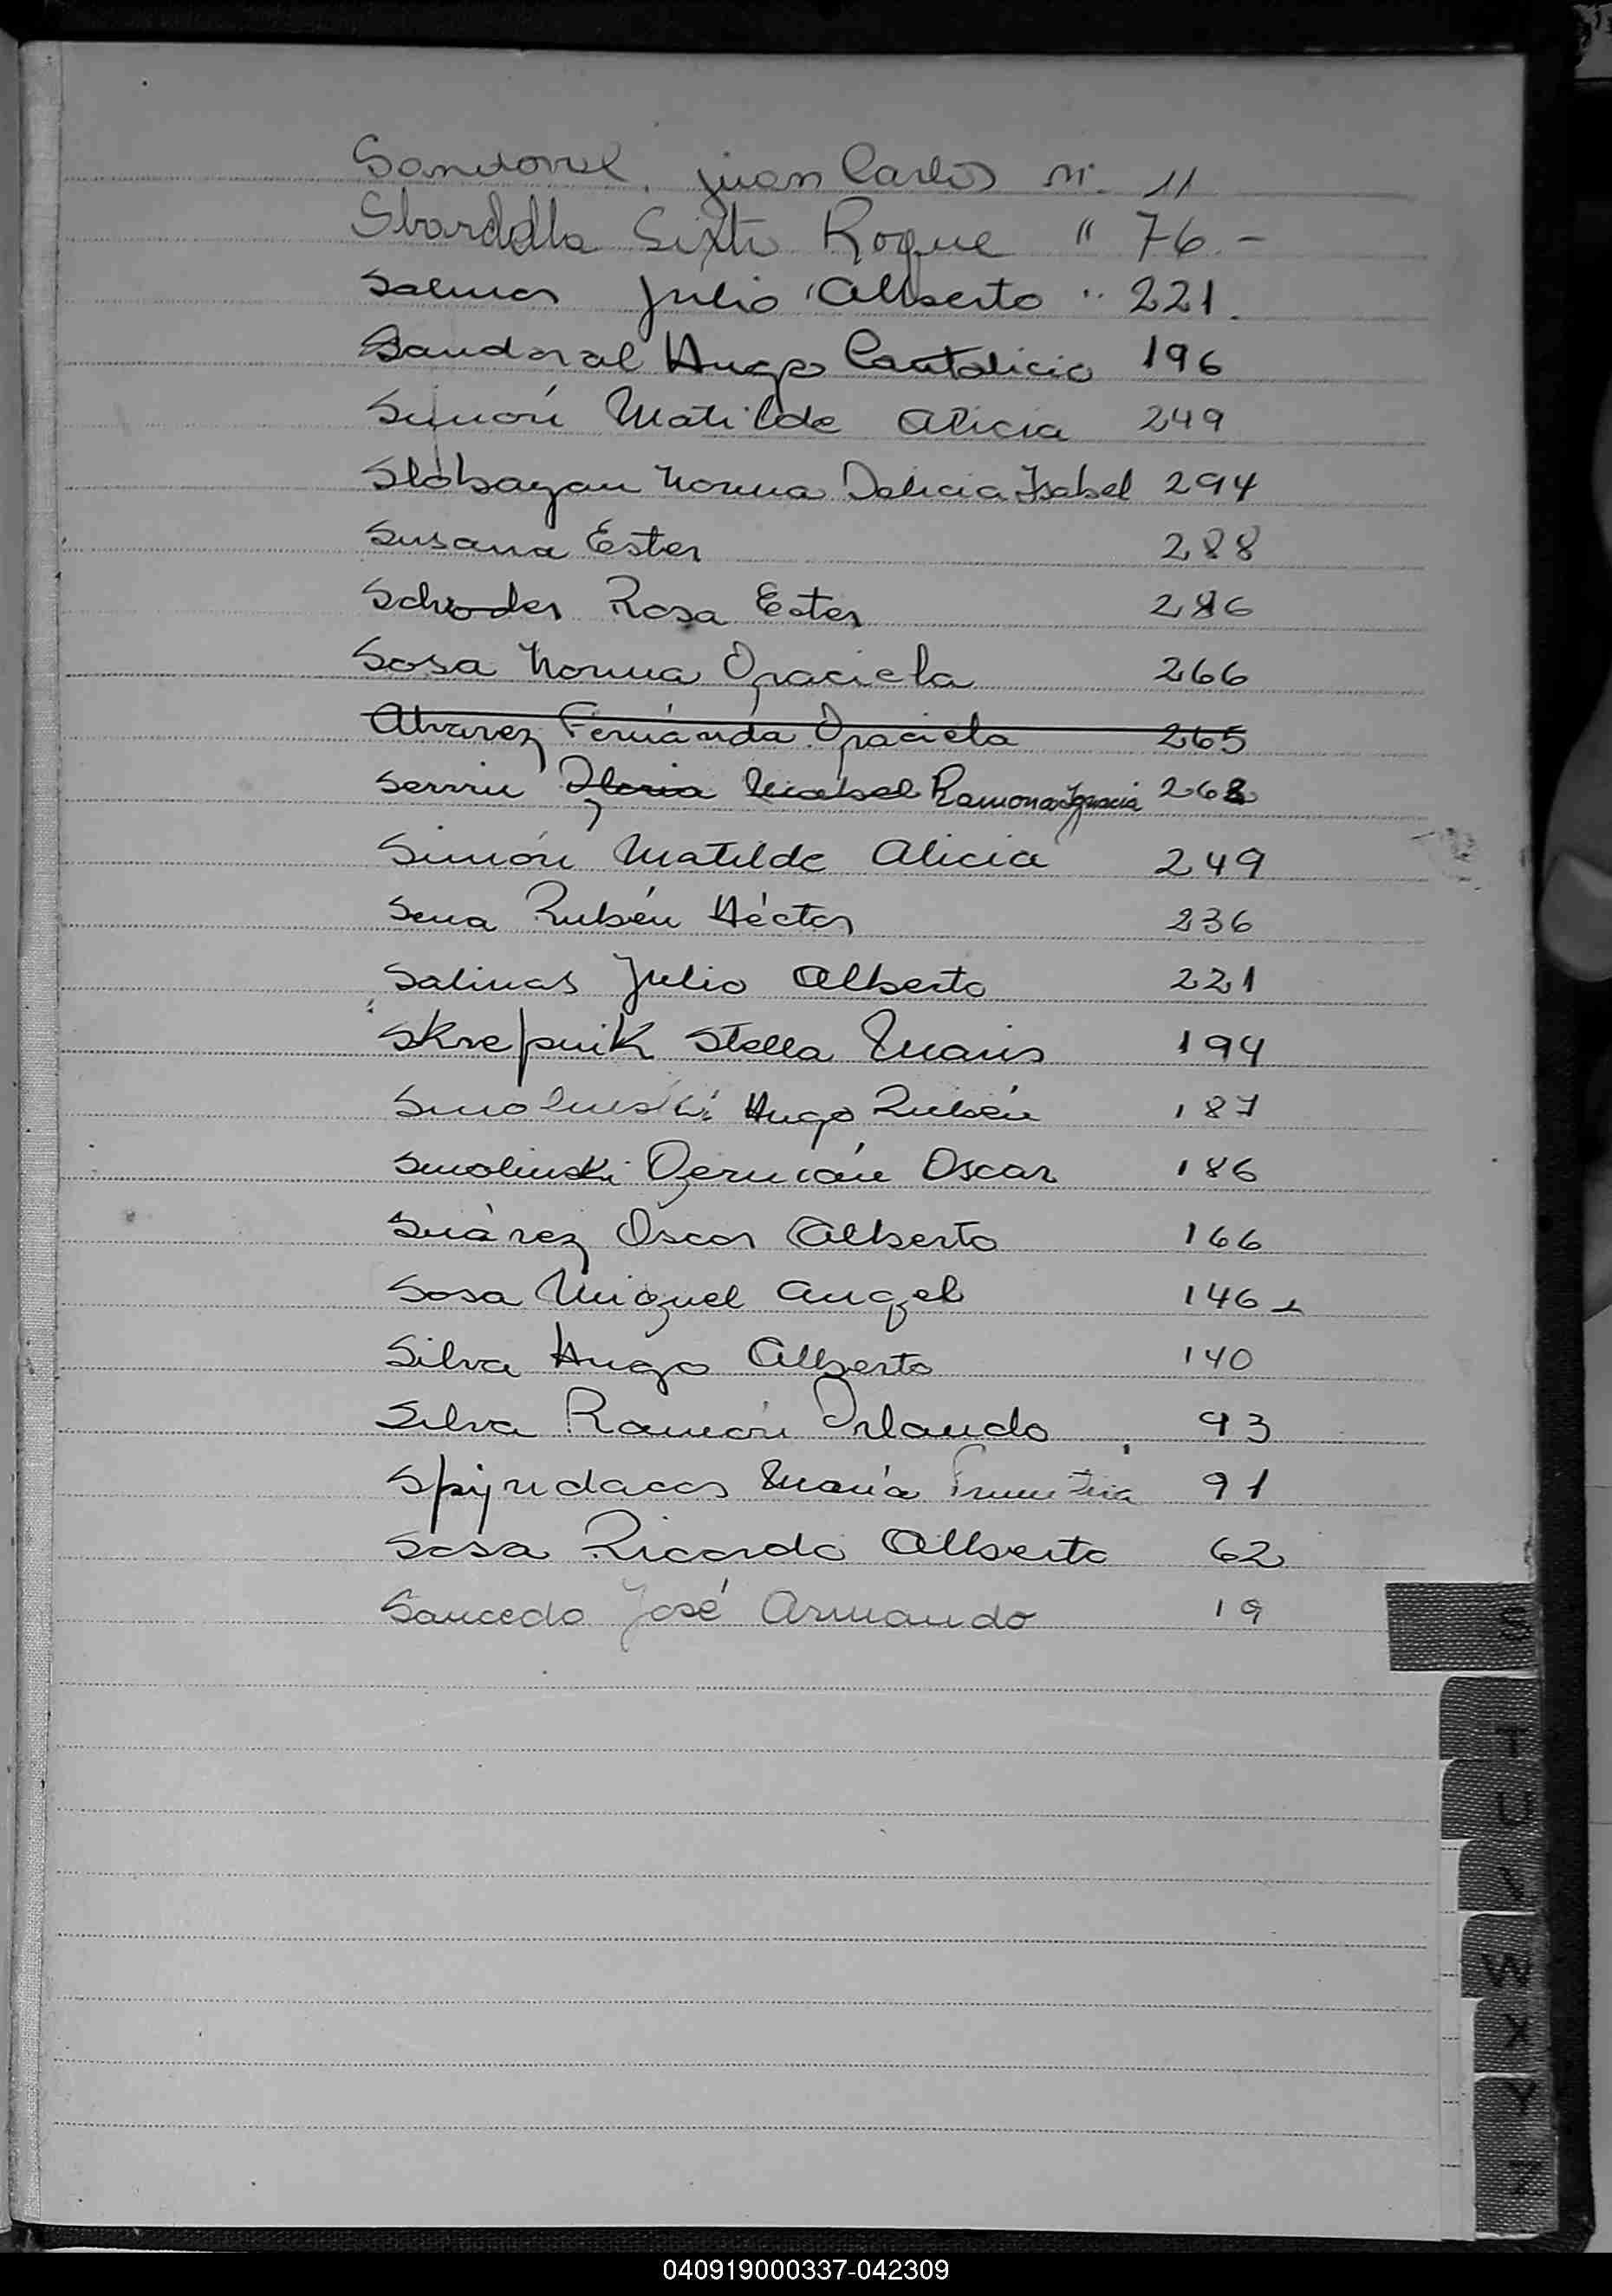 Sandoval, Juan Carlos n° 11
Sbardella Sixto Roque " 76.-
Salinas Julio Alberto " 221.
Sandoval Hugo Cantalicio 196
Simón Matilde Alicia 249
Slobayan Norma Delicia Isabel 294
Susana Ester 288
Schroder Rosa Ester 286
Sosa Norma Graciela 266
Alvarez Fernanda Graciela 265
Serrin Gloria Mabel Ramona Ignacia 268
Simón Matilde Alicia 249
Sena Rubén Héctor 236
Salinas Julio Alberto 221
Skrepnik Stella Maris 194
Smolinski Hugo Rubén 187
Smolinski Germán Oscar 186
Suárez Oscar Alberto 166
Sosa Miguel Angel 146
Silva Hugo Alberto 140
Silva Ramón Orlando 93
María 91
Sosa Ricardo Alberto 62
Saucedo José Armando 19
S
T
U
V
W
X
Y
Z
040919000337-042309